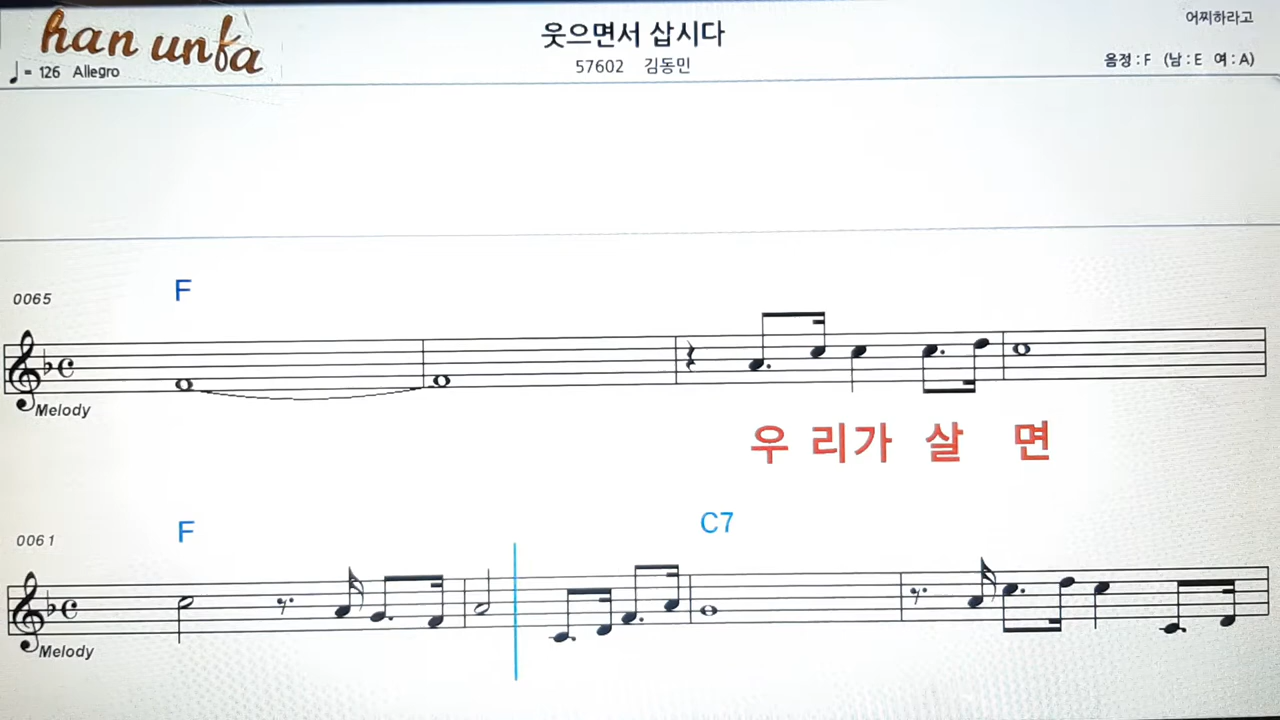 han unfa
웃으면서 삽시다
어찌하라고
= 126 Allegro
57602 김동민
음정 : F (남 : E 여 : A)
0065
F
Melody
우 리가 살 면
0061
F
C7
Melody